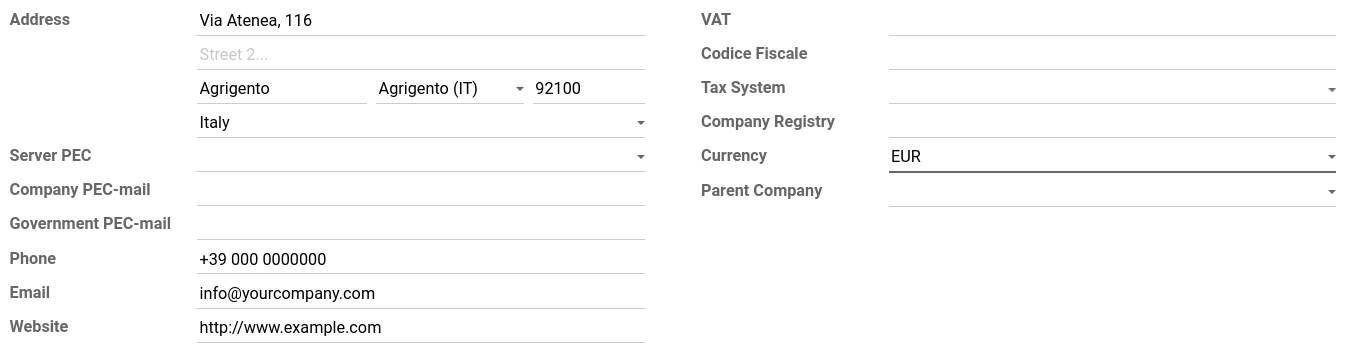 Address Via Atenea, 116
Street 2...
Agrigento Agrigento (IT) 92100
Italy
Server PEC
Company PEC-mail
Government PEC-mail
Phone +39 000 0000000
Email info@yourcompany.com
Website http://www.example.com
VAT
Codice Fiscale
Tax System
Company Registry
Currency EUR
Parent Company